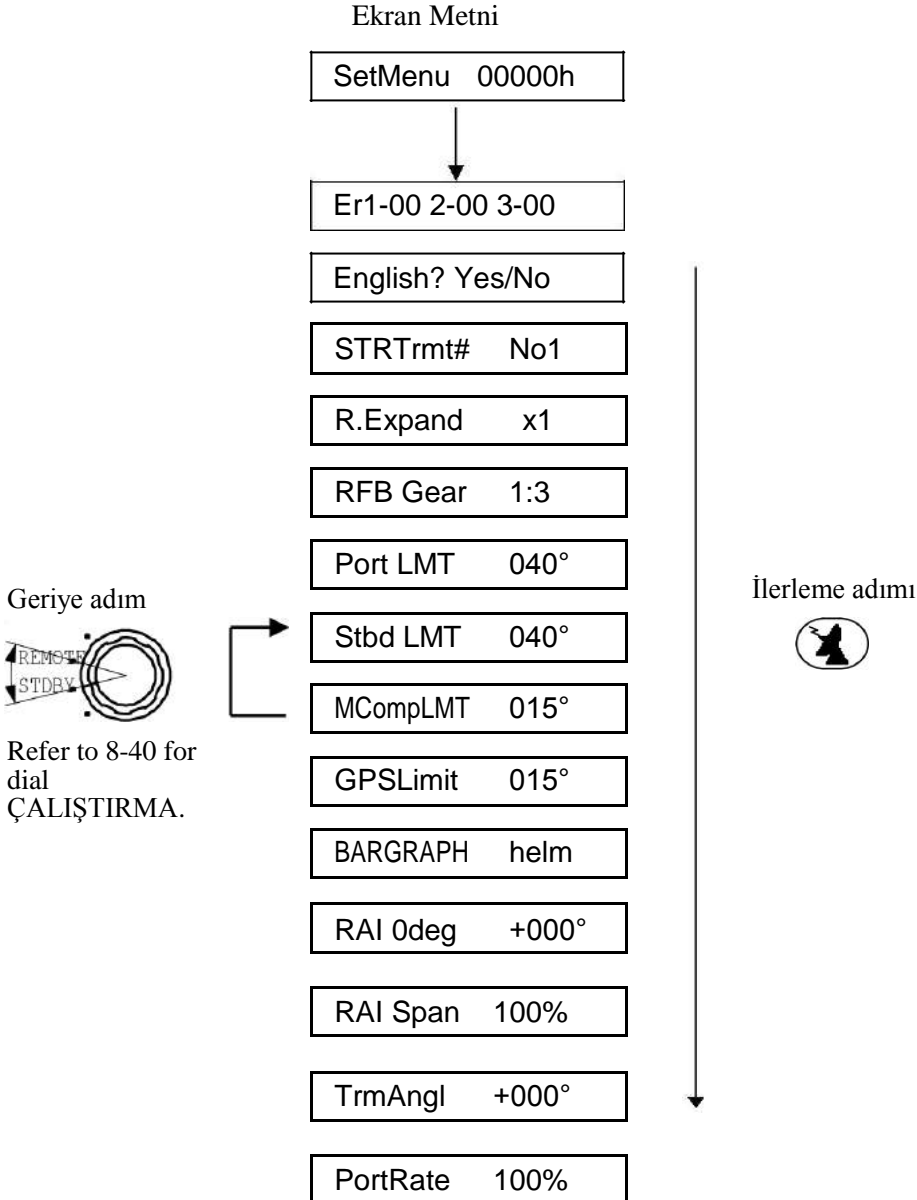 Ekran Metni
SetMenu 00000h
Er1-00 2-00 3-00
English? Yes/No
STRTrmt# No1
R.Expand x1
RFB Gear 1:3
Port LMT 040°
Geriye adım
İlerleme adımı
Stbd LMT 040°
REMOTE
STDBY
MCompLMT 015°
Refer to 8-40 for
dial
ÇALIŞTIRMA.
GPSLimit 015°
BARGRAPH helm
RAI 0deg +000°
RAI Span 100%
TrmAngl +000°
PortRate 100%